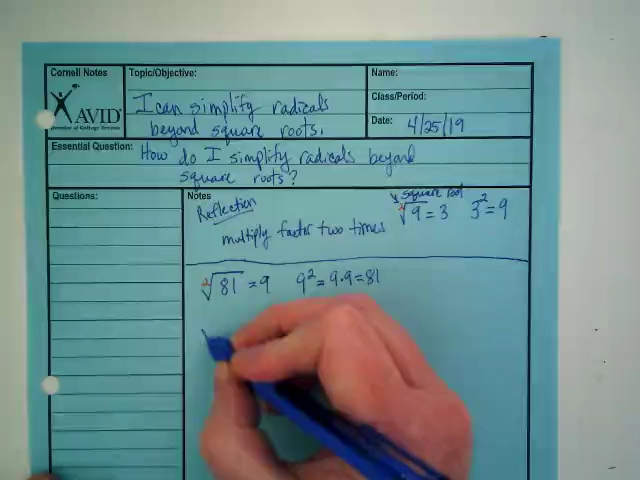 Cornell Notes
Topic/Objective:
Name:
I can simplify radicals
beyond square roots.
Class/Period:
AVID
Date: 4/25/19
Essential Question: How do I simplify radicals beyond
square roots?
Questions:
Notes
square root
Reflection
²√9 = 3 3² = 9
multiply factor two times
²√81 = 9 9² = 9·9 = 81